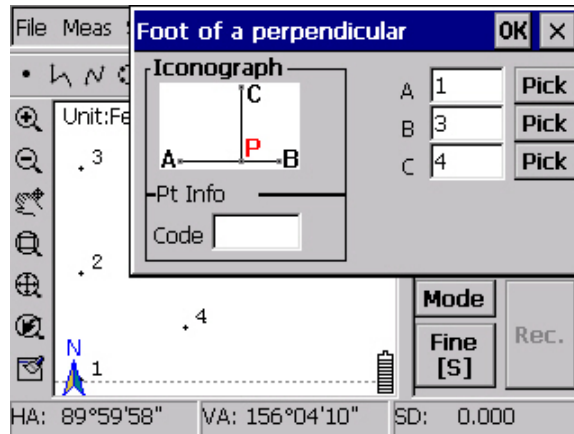 File Meas
Foot of a perpendicular OK ×
Iconograph
C
A P B
A 1 Pick
B 3 Pick
C 4 Pick
Pt Info
Code
Unit:Fe
3
2
4
N
1
Mode
Fine
[S]
Rec.
HA: 89°59'58" VA: 156°04'10" SD: 0.000